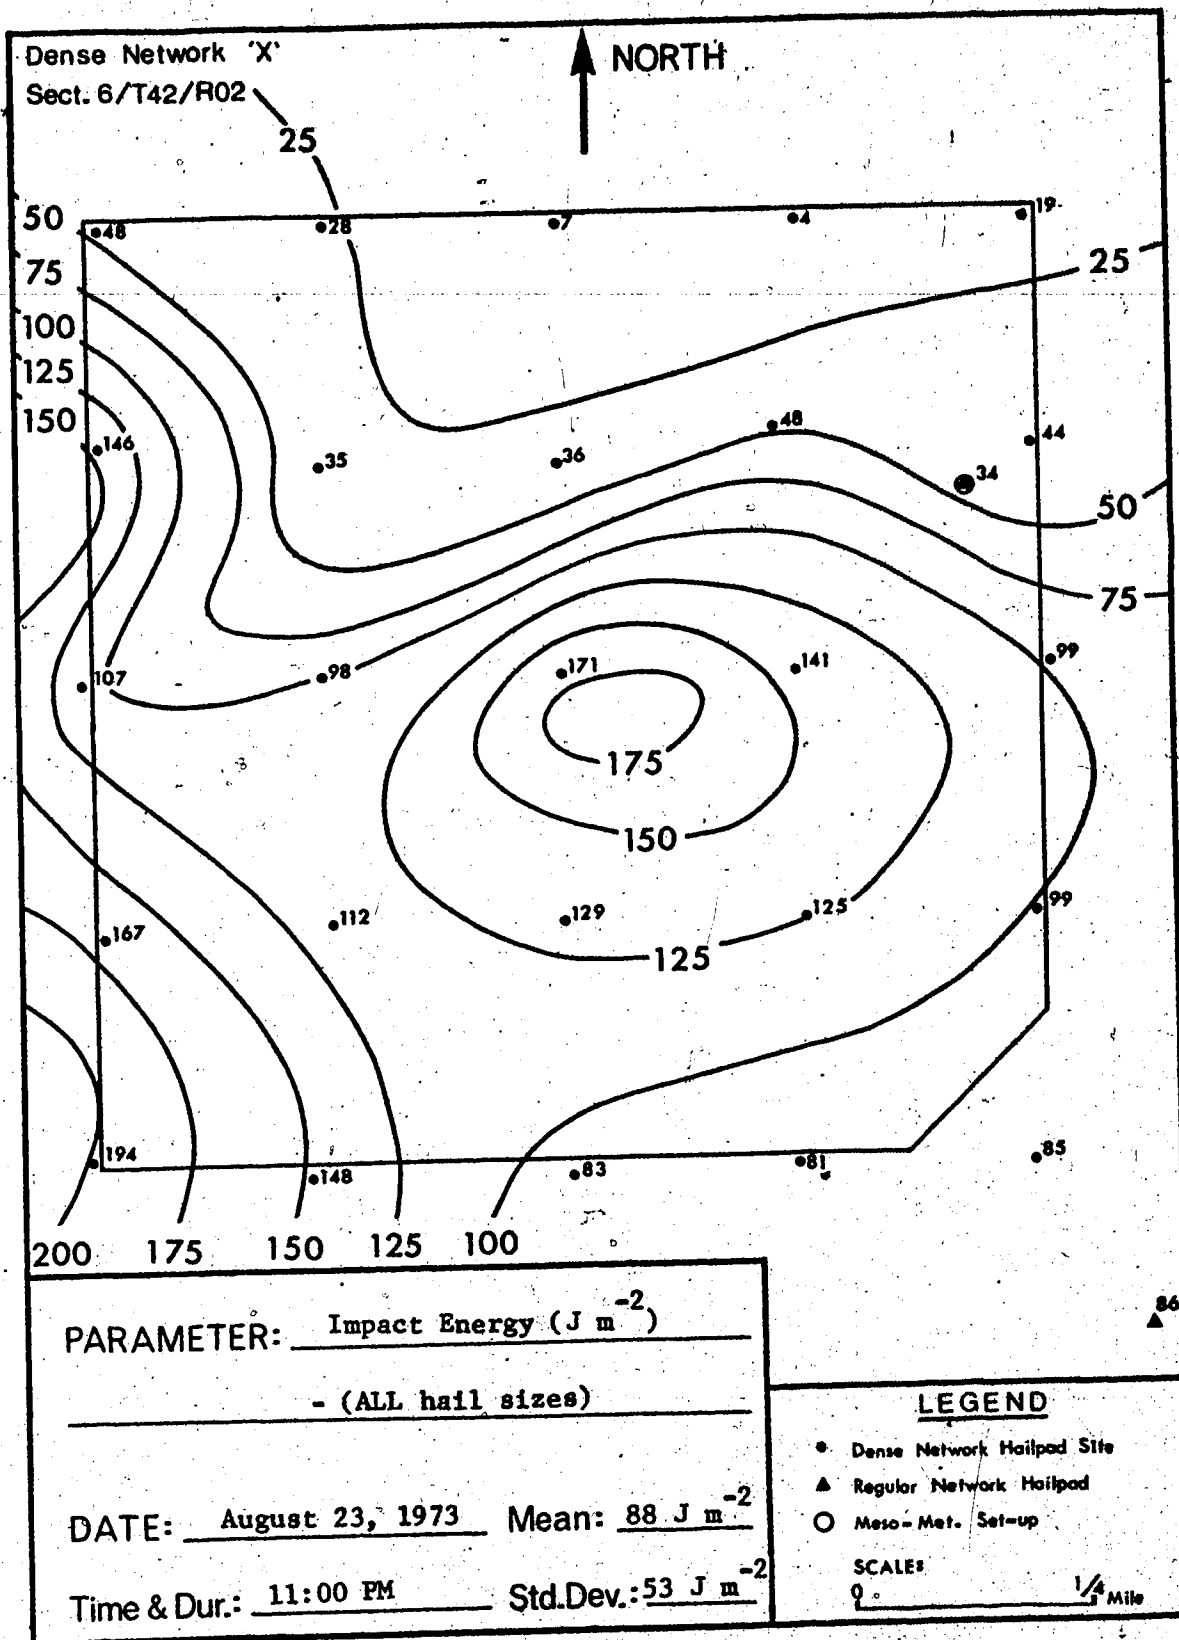 Dense Network 'X'
Sect. 6/T42/R02
NORTH
25
50
48
28
7
4
19
75
25
100
125
150
146
35
36
48
44
34
50
75
107
98
171
141
99
175
150
167
112
129
125
99
125
194
148
83
81
85
200 175 150 125 100
86
PARAMETER: Impact Energy (J m-2)
- (ALL hail sizes)
DATE: August 23, 1973 Mean: 88 J m-2
Time & Dur.: 11:00 PM Std.Dev.: 53 J m-2
LEGEND
Dense Network Hailpad Site
Regular Network Hailpad
Meso-Met. Set-up
SCALE:
0 1/4 Mile